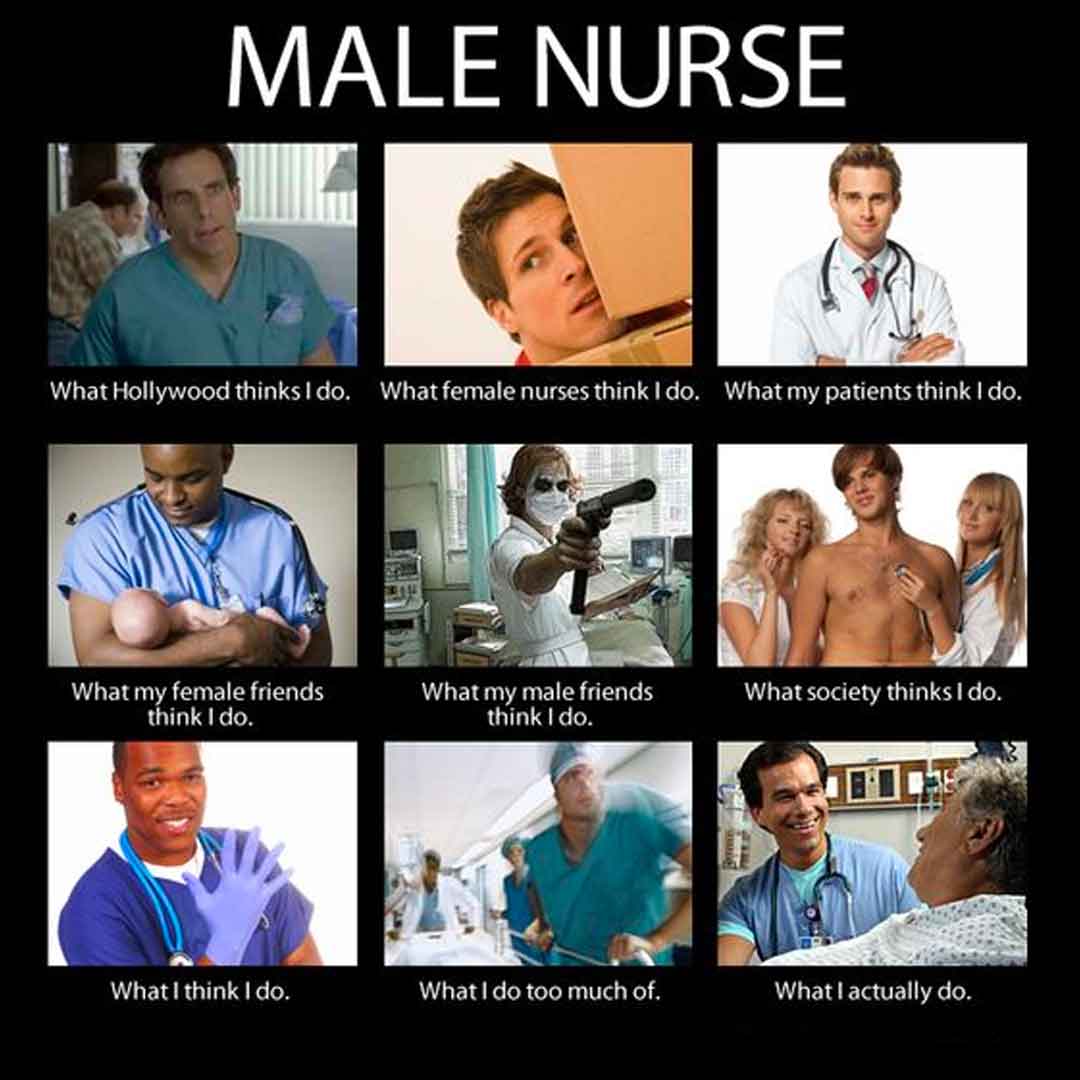 MALE NURSE
What Hollywood thinks I do.
What female nurses think I do.
What my patients think I do.
What my female friends
think I do.
What my male friends
think I do.
What society thinks I do.
What I think I do.
What I do too much of.
What I actually do.